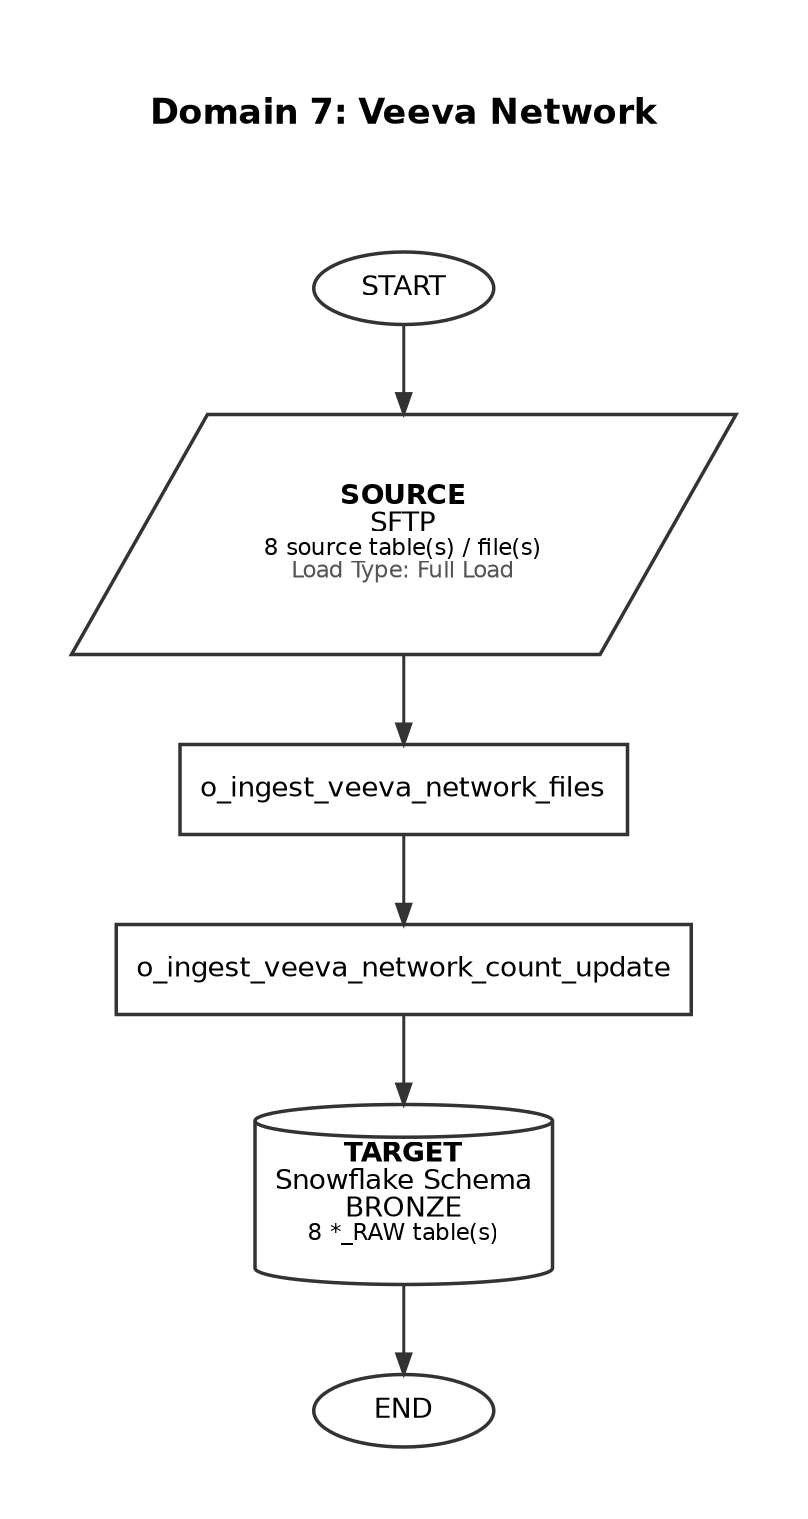 Domain 7: Veeva Network
START
SOURCE
SFTP
8 source table(s) / file(s)
Load Type: Full Load
o_ingest_veeva_network_files
o_ingest_veeva_network_count_update
TARGET
Snowflake Schema
BRONZE
8 *_RAW table(s)
END